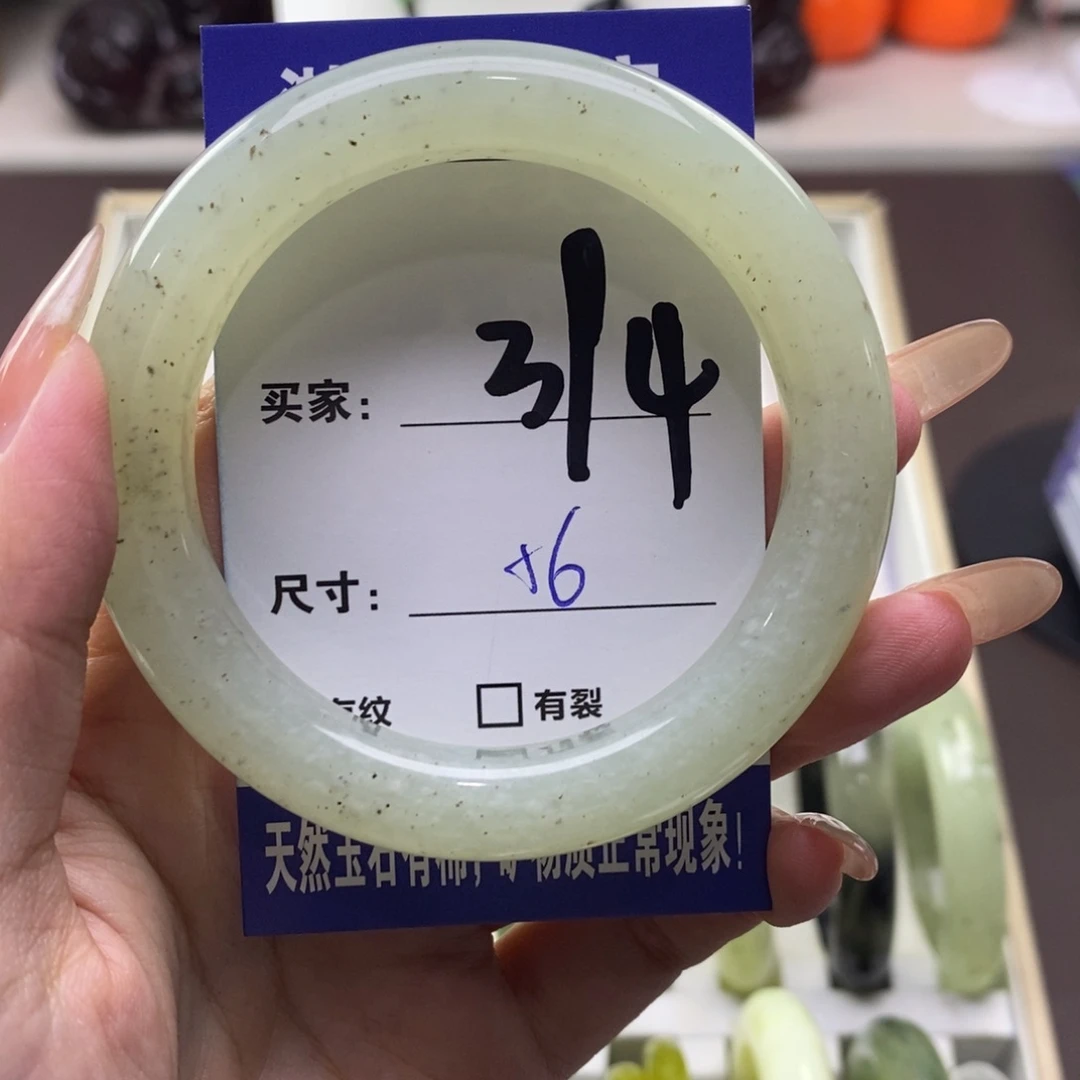 买家： 314
尺寸： 56
纹 □ 有裂
天然玉石有棉，矿物质正常现象！